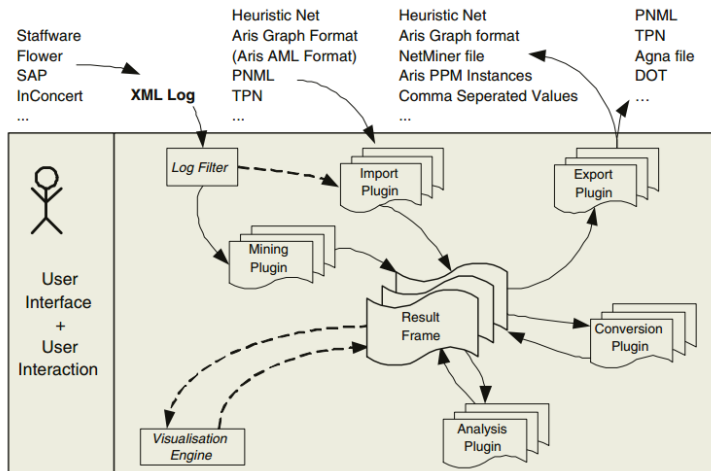 Staffware
Flower
SAP
InConcert
...
XML Log
Heuristic Net
Aris Graph Format
(Aris AML Format)
PNML
TPN
...
Heuristic Net
Aris Graph format
NetMiner file
Aris PPM Instances
Comma Seperated Values
...
PNML
TPN
Agna file
DOT
...
User
Interface
+
User
Interaction
Log Filter
Import
Plugin
Export
Plugin
Mining
Plugin
Result
Frame
Conversion
Plugin
Visualisation
Engine
Analysis
Plugin